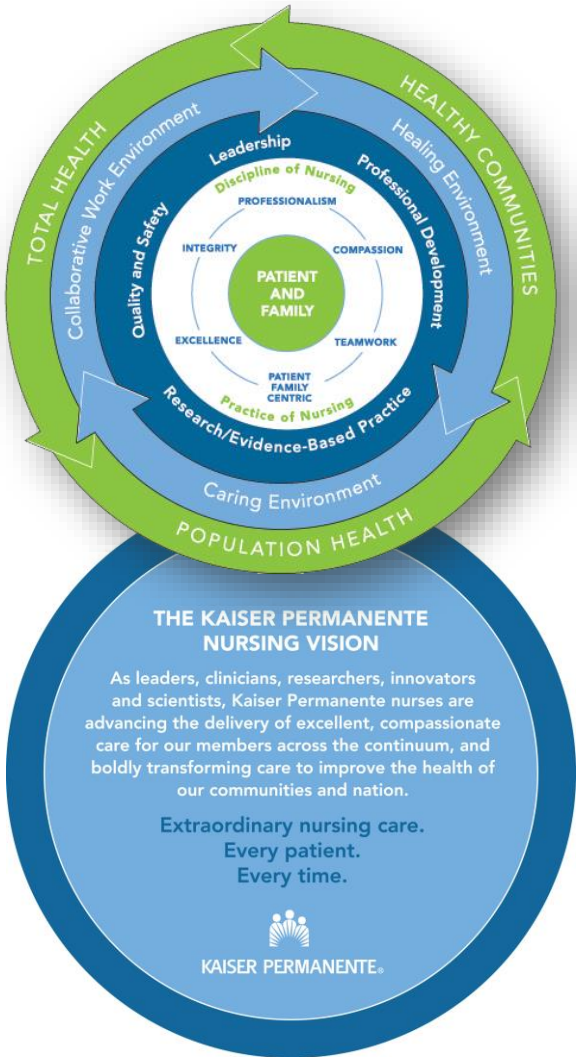 TOTAL HEALTH
HEALTHY COMMUNITIES
POPULATION HEALTH
Collaborative Work Environment
Healing Environment
Caring Environment
Leadership
Quality and Safety
Professional Development
Research/Evidence-Based Practice
Discipline of Nursing
PROFESSIONALISM
INTEGRITY
COMPASSION
PATIENT
AND
FAMILY
EXCELLENCE
TEAMWORK
PATIENT
FAMILY
CENTRIC
Practice of Nursing
THE KAISER PERMANENTE
NURSING VISION
As leaders, clinicians, researchers, innovators
and scientists, Kaiser Permanente nurses are
advancing the delivery of excellent, compassionate
care for our members across the continuum, and
boldly transforming care to improve the health of
our communities and nation.
Extraordinary nursing care.
Every patient.
Every time.
KAISER PERMANENTE®